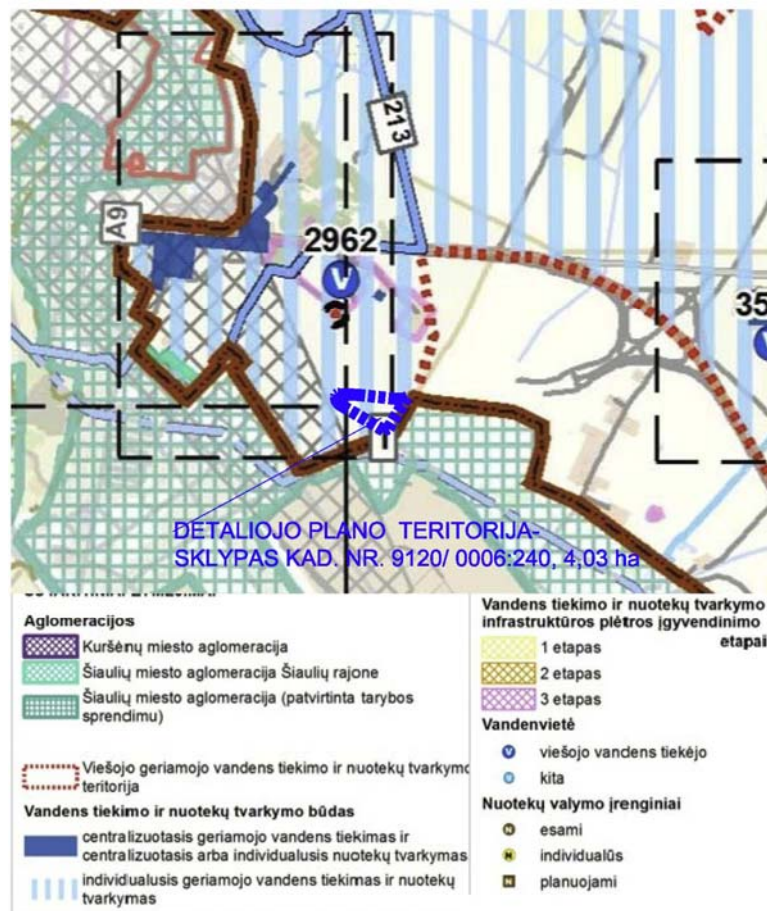 A9
213
2962
V
35
V
DETALIOJO PLANO TERITORIJA-
SKLYPAS KAD. NR. 9120/ 0006:240, 4,03 ha
Aglomeracijos
Kuršėnų miesto aglomeracija
Šiaulių miesto aglomeracija Šiaulių rajone
Šiaulių miesto aglomeracija (patvirtinta tarybos
sprendimu)
Viešojo geriamojo vandens tiekimo ir nuotekų tvarkymo
teritorija
Vandens tiekimo ir nuotekų tvarkymo būdas
centralizuotasis geriamojo vandens tiekimas ir
centralizuotasis arba individualusis nuotekų tvarkymas
individualusis geriamojo vandens tiekimas ir nuotekų
tvarkymas
Vandens tiekimo ir nuotekų tvarkymo
infrastruktūros plėtros įgyvendinimo
etapai
1 etapas
2 etapas
3 etapas
Vandenvietė
V viešojo vandens tiekėjo
kita
Nuotekų valymo įrenginiai
N esami
N individualūs
N planuojami